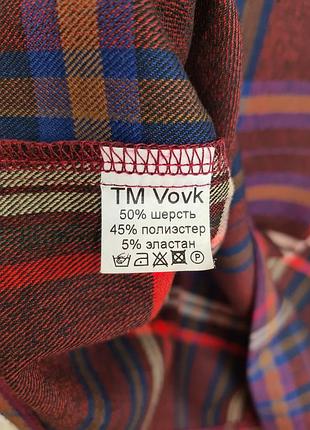 TM Vovk
50% шерсть
45% полиэстер
5% эластан